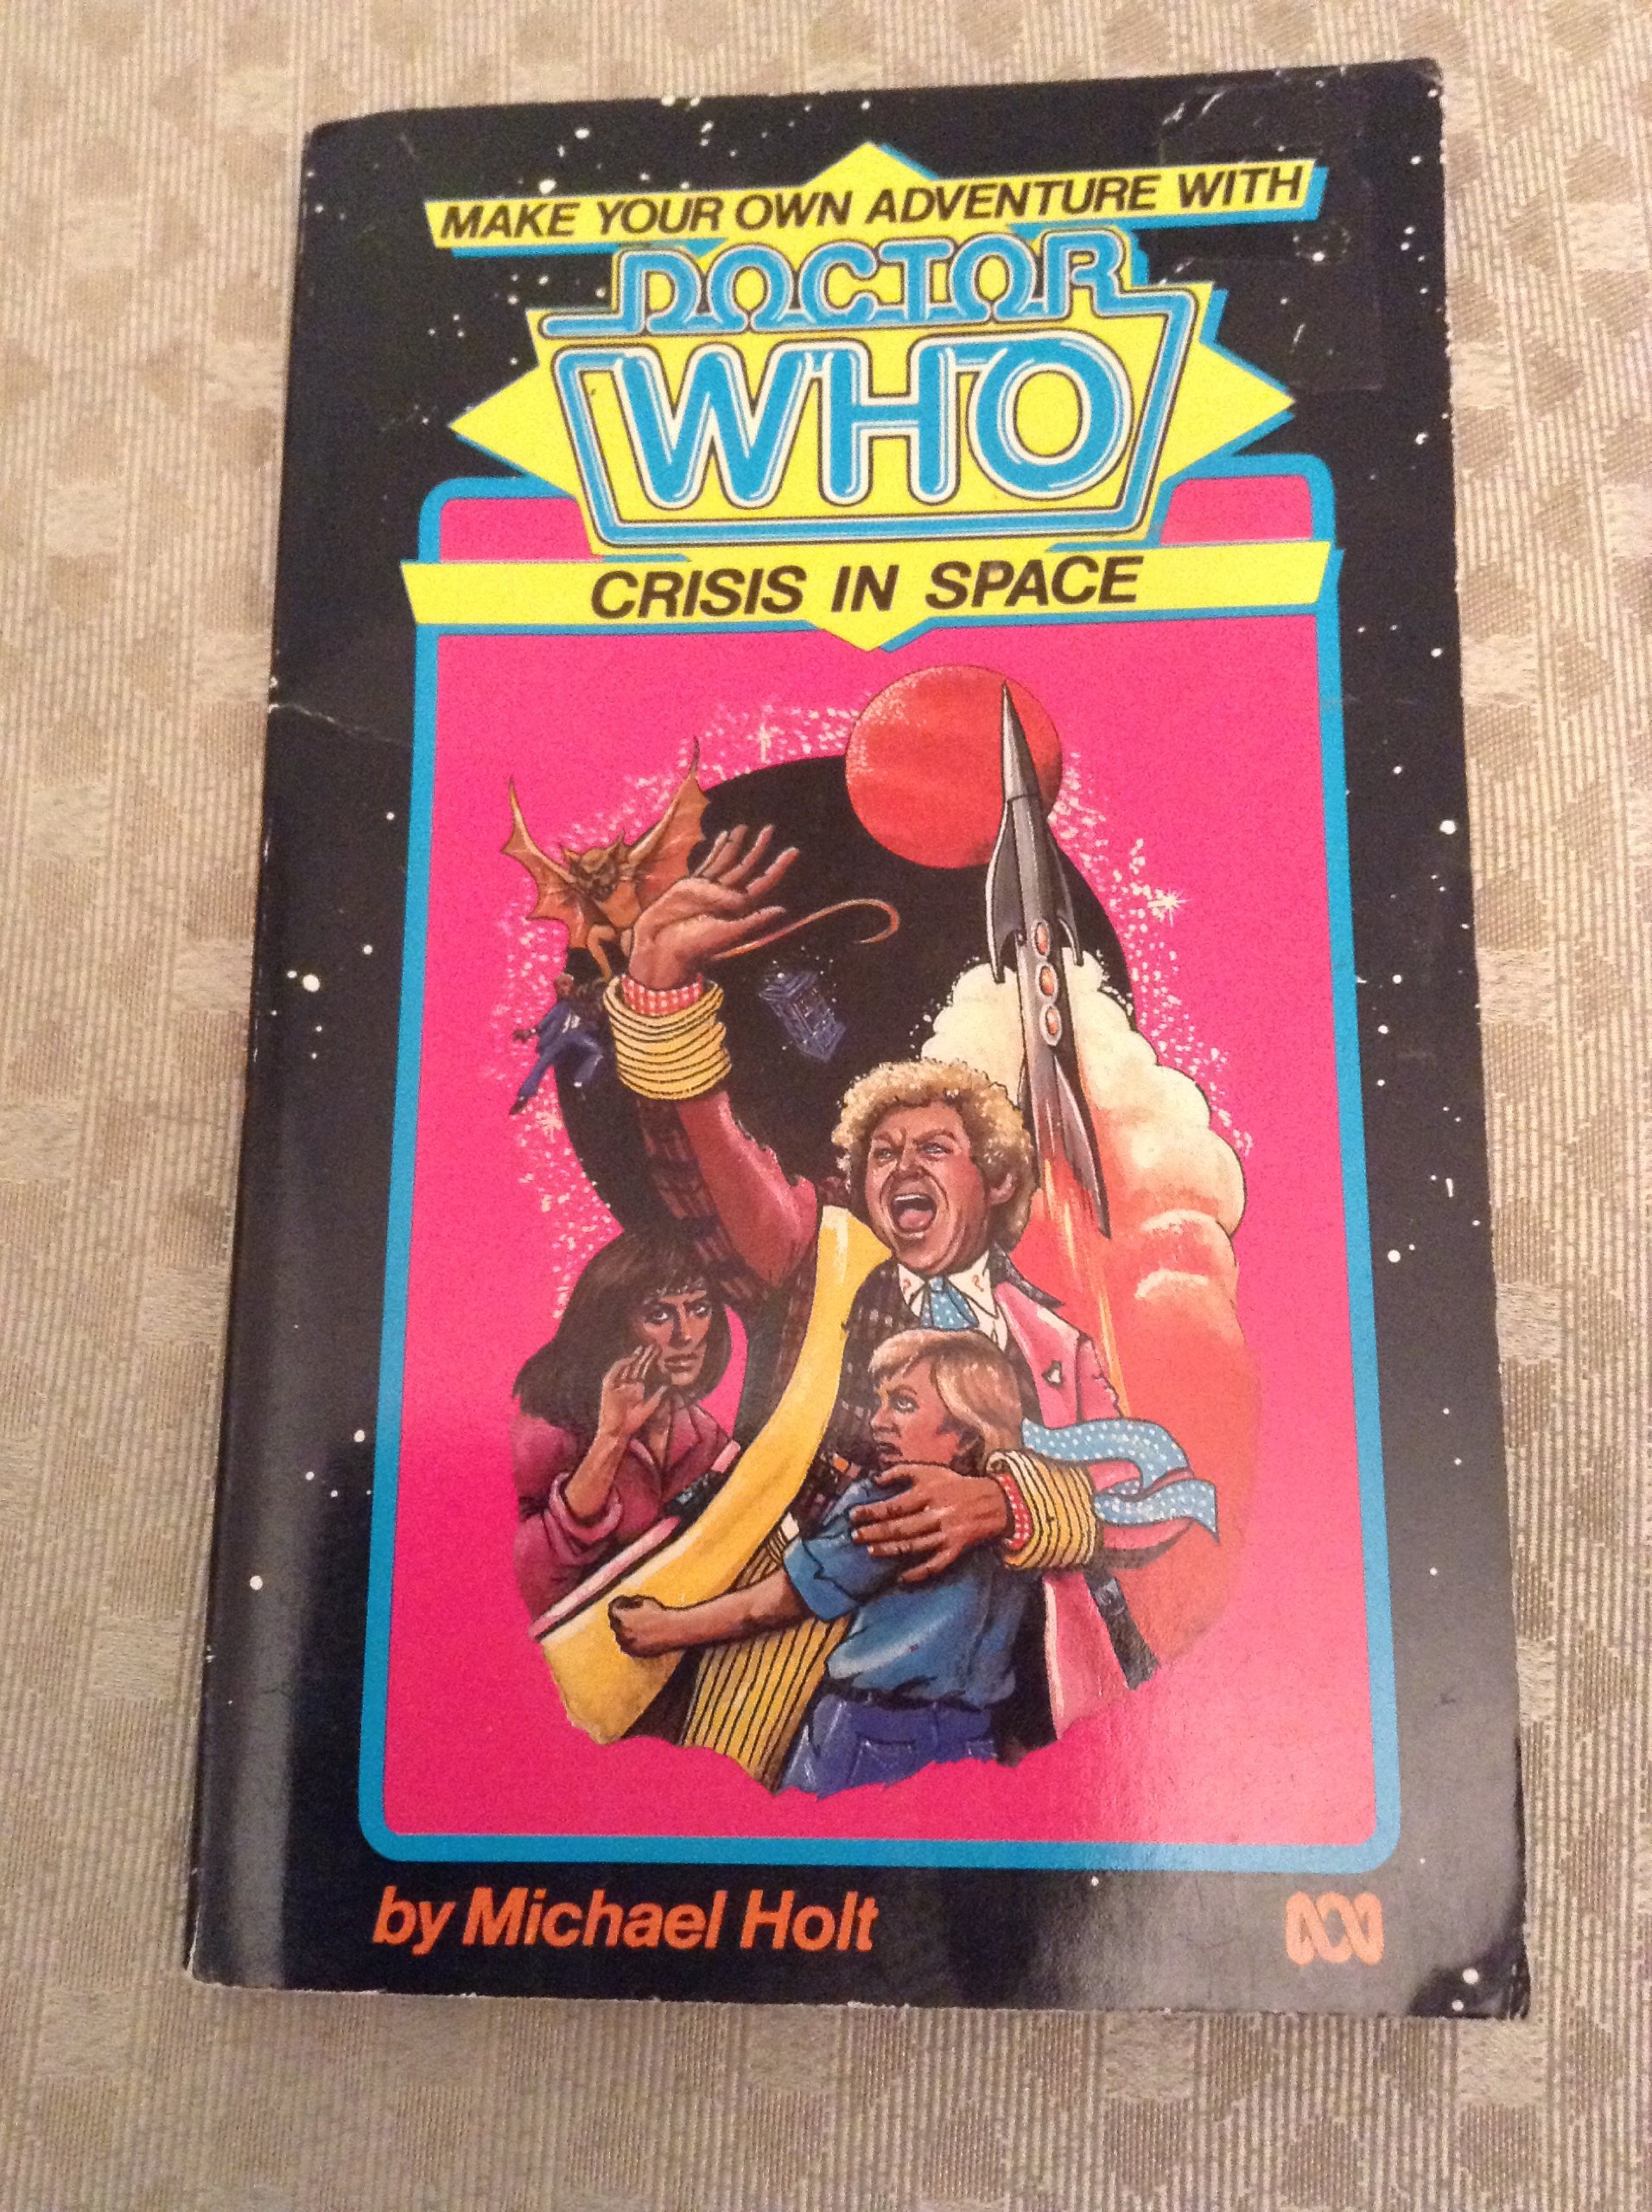 MAKE YOUR OWN ADVENTURE WITH
DOCTOR
WHO
CRISIS IN SPACE
by Michael Holt